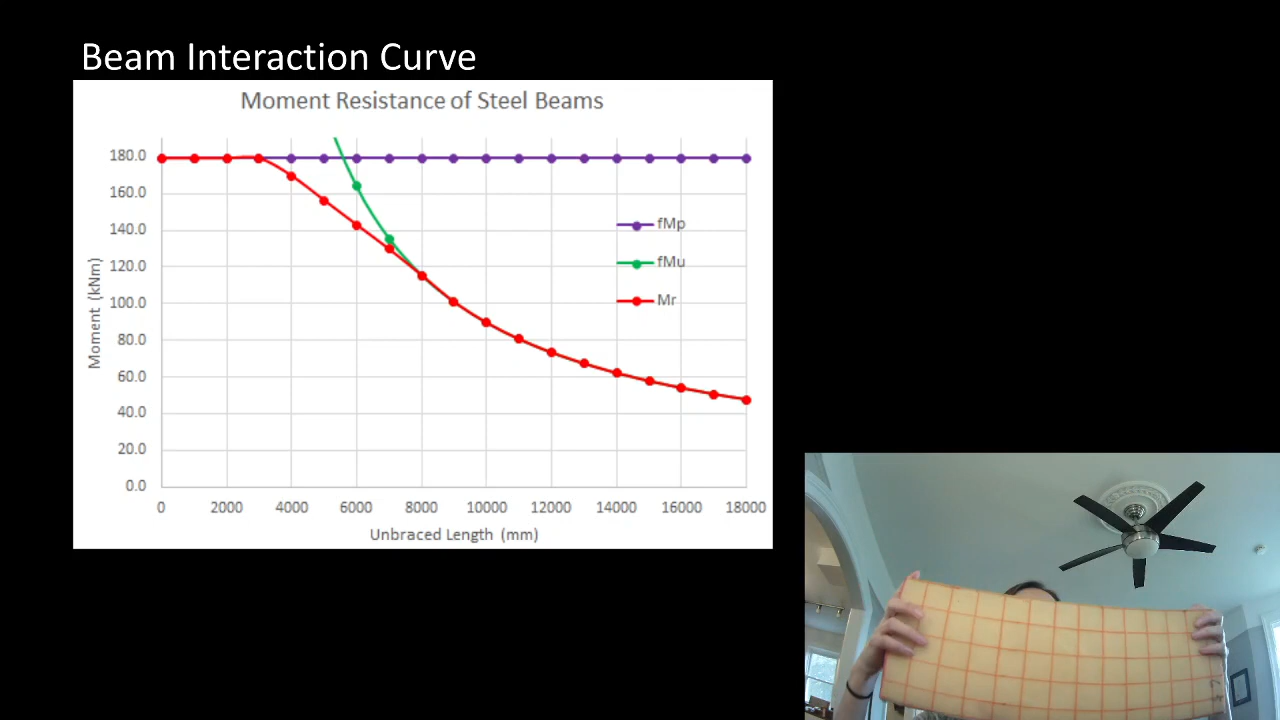 Beam Interaction Curve
Moment Resistance of Steel Beams
180.0
160.0
140.0
120.0
100.0
80.0
60.0
40.0
20.0
0.0
Moment (kNm)
fMp
fMu
Mr
0 2000 4000 6000 8000 10000 12000 14000 16000 18000
Unbraced Length (mm)